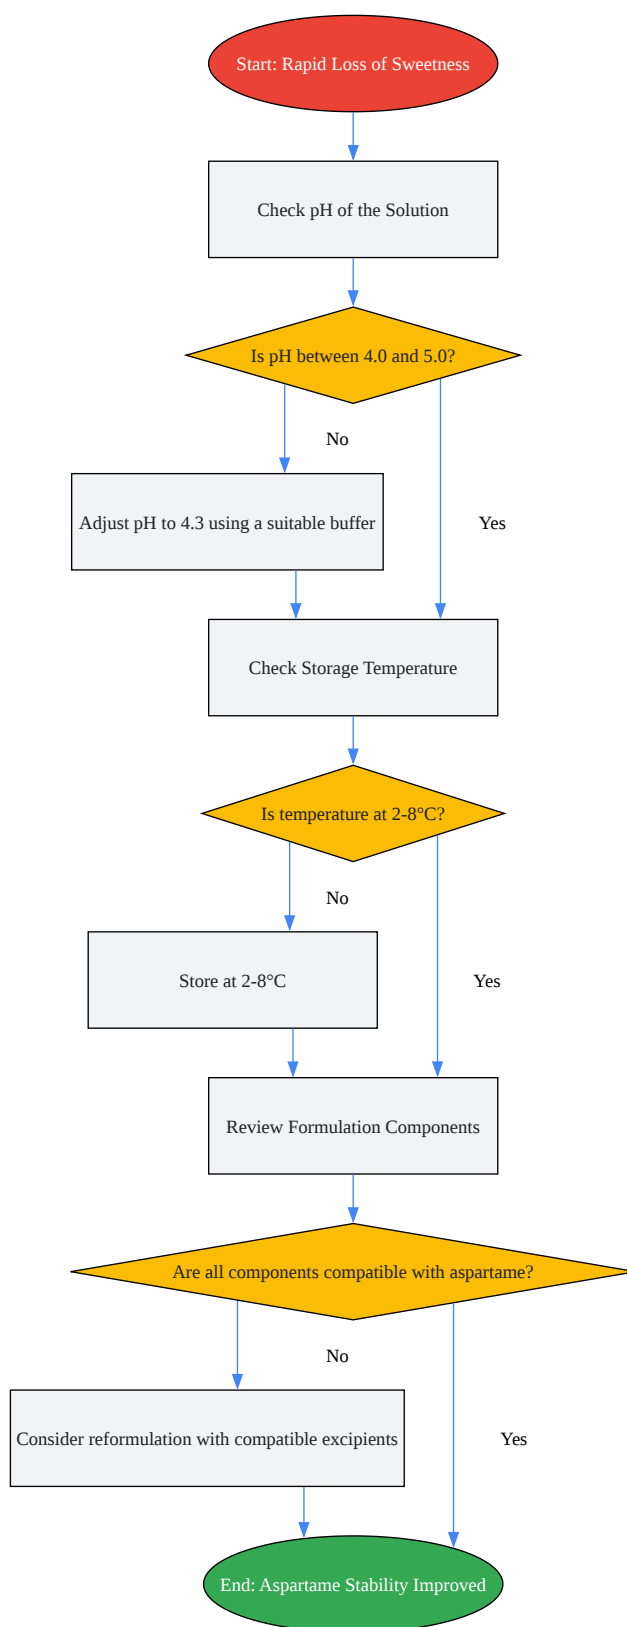 Start: Rapid Loss of Sweetness
Check pH of the Solution
Is pH between 4.0 and 5.0?
No
Adjust pH to 4.3 using a suitable buffer
Yes
Check Storage Temperature
Is temperature at 2-8°C?
No
Store at 2-8°C
Yes
Review Formulation Components
Are all components compatible with aspartame?
No
Consider reformulation with compatible excipients
Yes
End: Aspartame Stability Improved